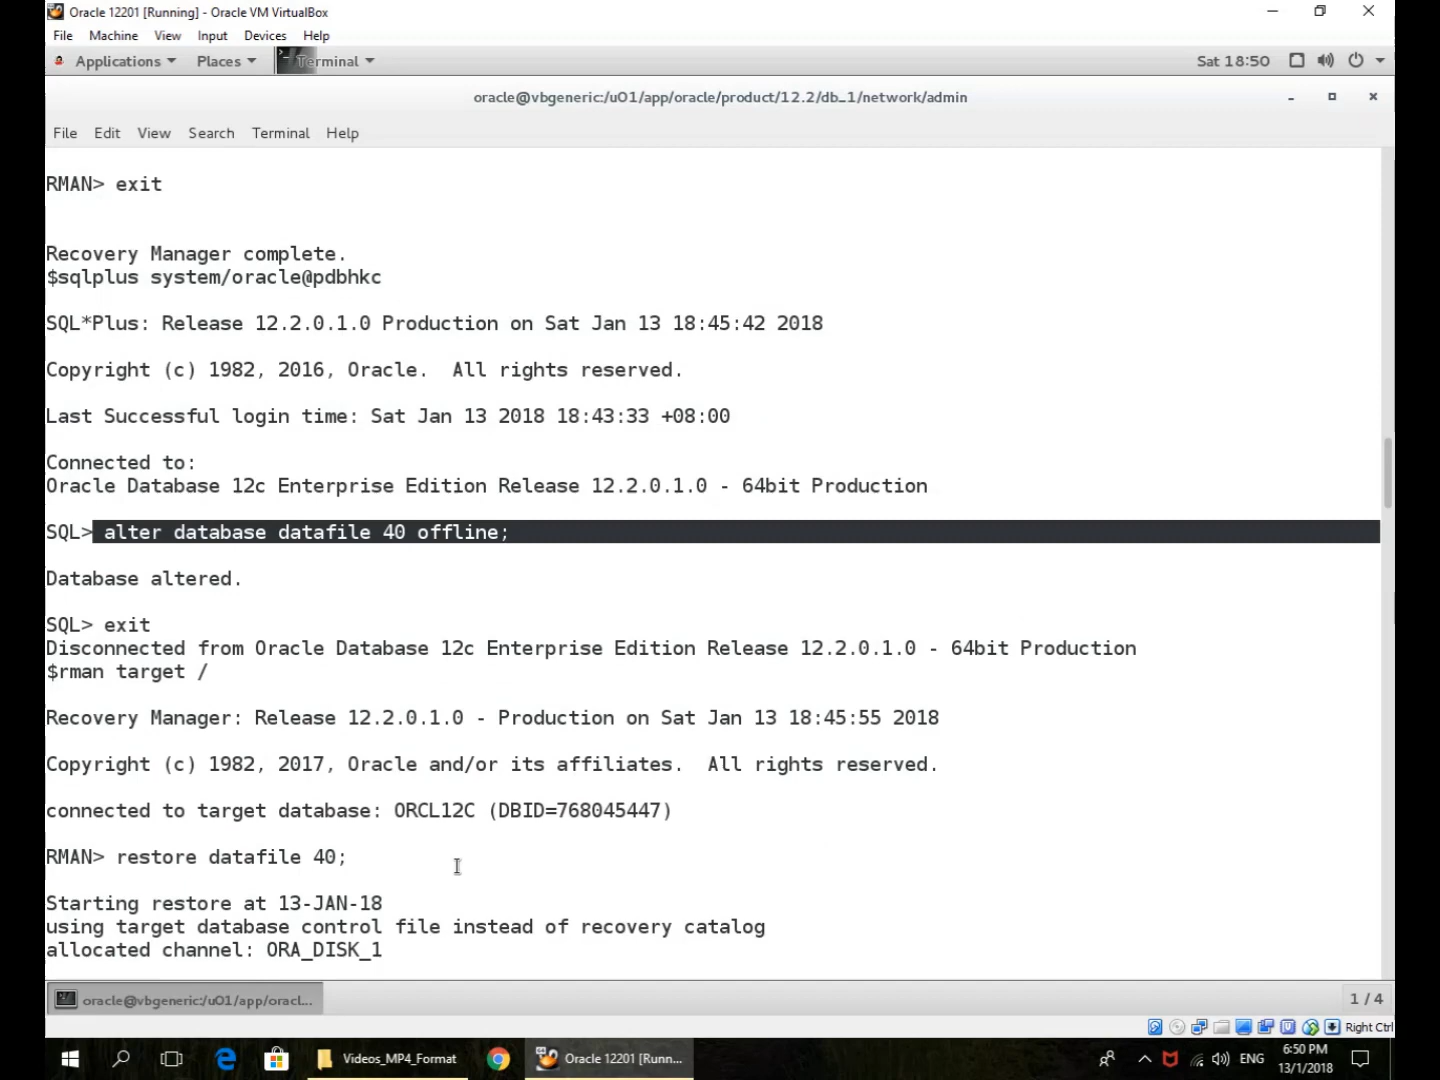 Oracle 12201 [Running] - Oracle VM VirtualBox
File Machine View Input Devices Help
Applications Places Terminal Sat 18:50
oracle@vbgeneric:/u01/app/oracle/product/12.2/db_1/network/admin
File Edit View Search Terminal Help
RMAN> exit
Recovery Manager complete.
$sqlplus system/oracle@pdbhkc
SQL*Plus: Release 12.2.0.1.0 Production on Sat Jan 13 18:45:42 2018
Copyright (c) 1982, 2016, Oracle.  All rights reserved.
Last Successful login time: Sat Jan 13 2018 18:43:33 +08:00
Connected to:
Oracle Database 12c Enterprise Edition Release 12.2.0.1.0 - 64bit Production
SQL> alter database datafile 40 offline;
Database altered.
SQL> exit
Disconnected from Oracle Database 12c Enterprise Edition Release 12.2.0.1.0 - 64bit Production
$rman target /
Recovery Manager: Release 12.2.0.1.0 - Production on Sat Jan 13 18:45:55 2018
Copyright (c) 1982, 2017, Oracle and/or its affiliates.  All rights reserved.
connected to target database: ORCL12C (DBID=768045447)
RMAN> restore datafile 40;
Starting restore at 13-JAN-18
using target database control file instead of recovery catalog
allocated channel: ORA_DISK_1
oracle@vbgeneric:/u01/app/oracl... 1 / 4
Right Ctrl
Videos_MP4_Format Oracle 12201 [Runn... ENG 6:50 PM
13/1/2018